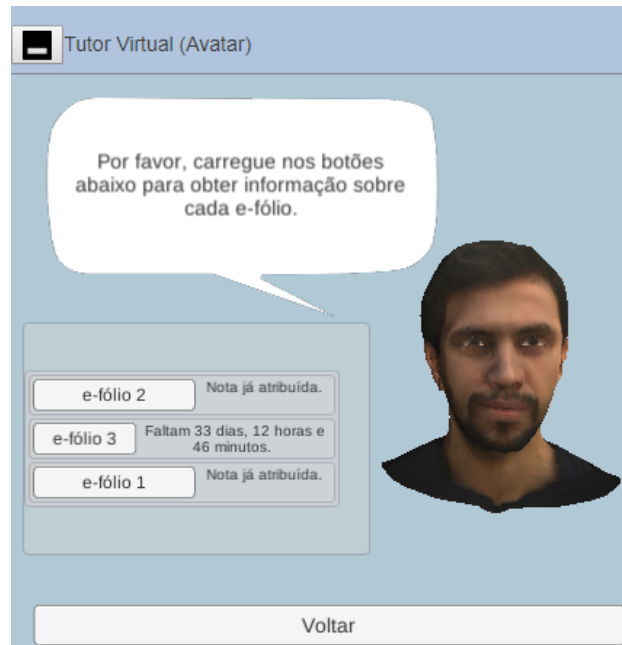 Tutor Virtual (Avatar)
Por favor, carregue nos botões
abaixo para obter informação sobre
cada e-fólio.
e-fólio 2 Nota já atribuída.
e-fólio 3 Faltam 33 dias, 12 horas e
46 minutos.
e-fólio 1 Nota já atribuída.
Voltar